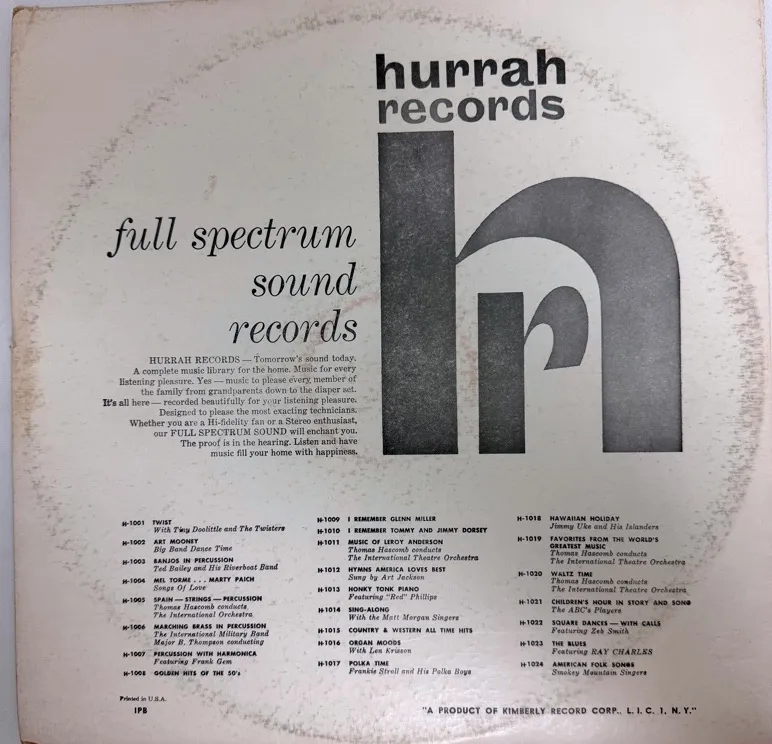 hurrah
records
hr
full spectrum
sound
records
HURRAH RECORDS — Tomorrow's sound today.
A complete music library for the home. Music for every
listening pleasure. Yes — music to please every member of
the family from grandparents down to the diaper set.
It's all here — recorded beautifully for your listening pleasure.
Designed to please the most exacting technicians.
Whether you are a Hi-fidelity fan or a Stereo enthusiast,
our FULL SPECTRUM SOUND will enchant you.
The proof is in the hearing. Listen and have
music fill your home with happiness.
H-1001 TWIST
With Tiny Doolittle and The Twisters
H-1002 ART MOONEY
Big Band Dance Time
H-1003 BANJOS IN PERCUSSION
Ted Bailey and His Riverboat Band
H-1004 MEL TORME . . . MARTY PAICH
Songs Of Love
H-1005 SPAIN — STRINGS — PERCUSSION
Thomas Hascomb conducts
The International Orchestra
H-1006 MARCHING BRASS IN PERCUSSION
The International Military Band
Major B. Thompson conducting
H-1007 PERCUSSION WITH HARMONICA
Featuring Frank Gem
H-1008 GOLDEN HITS OF THE 50's
H-1009 I REMEMBER GLENN MILLER
H-1010 I REMEMBER TOMMY AND JIMMY DORSEY
H-1011 MUSIC OF LEROY ANDERSON
Thomas Hascomb conducts
The International Theatre Orchestra
H-1012 HYMNS AMERICA LOVES BEST
Sung by Art Jackson
H-1013 HONKY TONK PIANO
Featuring "Red" Phillips
H-1014 SING-ALONG
With the Matt Morgan Singers
H-1015 COUNTRY & WESTERN ALL TIME HITS
H-1016 ORGAN MOODS
With Len Krisson
H-1017 POLKA TIME
Frankie Stroll and His Polka Boys
H-1018 HAWAIIAN HOLIDAY
Jimmy Uke and His Islanders
H-1019 FAVORITES FROM THE WORLD'S
GREATEST MUSIC
Thomas Hascomb conducts
The International Theatre Orchestra
H-1020 WALTZ TIME
Thomas Hascomb conducts
The International Theatre Orchestra
H-1021 CHILDREN'S HOUR IN STORY AND SONG
The ABC's Players
H-1022 SQUARE DANCES — WITH CALLS
Featuring Zeb Smith
H-1023 THE BLUES
Featuring RAY CHARLES
H-1024 AMERICAN FOLK SONGS
Smokey Mountain Singers
Printed in U.S.A.
IPB
"A PRODUCT OF KIMBERLY RECORD CORP., L. I. C. 1, N. Y."